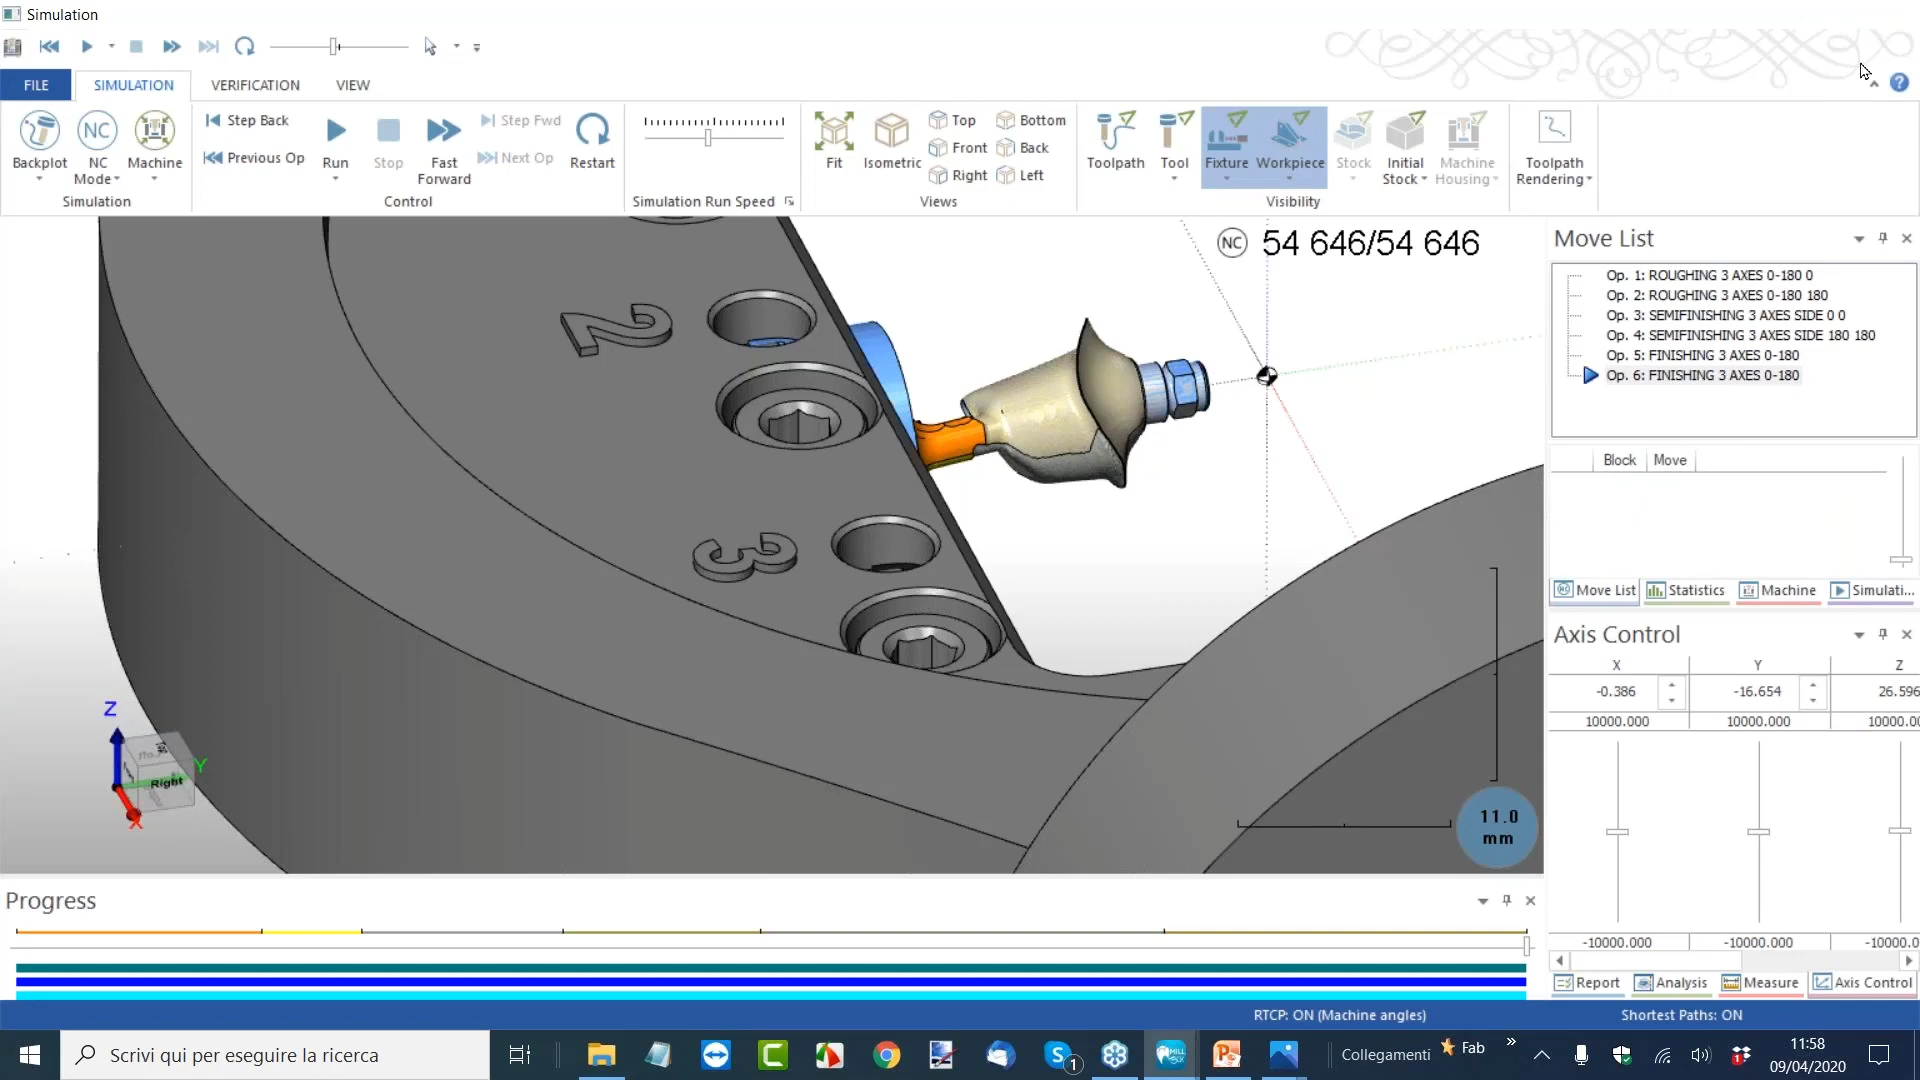 Simulation
FILE SIMULATION VERIFICATION VIEW
Backplot NC Mode Machine
Simulation
Step Back
Previous Op
Run Stop Fast Forward
Step Fwd
Next Op
Restart
Control
Simulation Run Speed
Fit Isometric
Top Bottom
Front Back
Right Left
Views
Toolpath Tool Fixture Workpiece Stock Initial Stock Machine Housing
Visibility
Toolpath Rendering
NC 54 646/54 646
2
3
Z
Y
X
Right
11.0
mm
Move List
Op. 1: ROUGHING 3 AXES 0-180 0
Op. 2: ROUGHING 3 AXES 0-180 180
Op. 3: SEMIFINISHING 3 AXES SIDE 0 0
Op. 4: SEMIFINISHING 3 AXES SIDE 180 180
Op. 5: FINISHING 3 AXES 0-180
Op. 6: FINISHING 3 AXES 0-180
Block Move
Move List Statistics Machine Simulati...
Axis Control
X Y Z
-0.386 -16.654 26.596
10000.000 10000.000 10000.0
-10000.000 -10000.000 -10000.0
Report Analysis Measure Axis Control
Progress
RTCP: ON (Machine angles) Shortest Paths: ON
Scrivi qui per eseguire la ricerca
Collegamenti Fab
11:58
09/04/2020